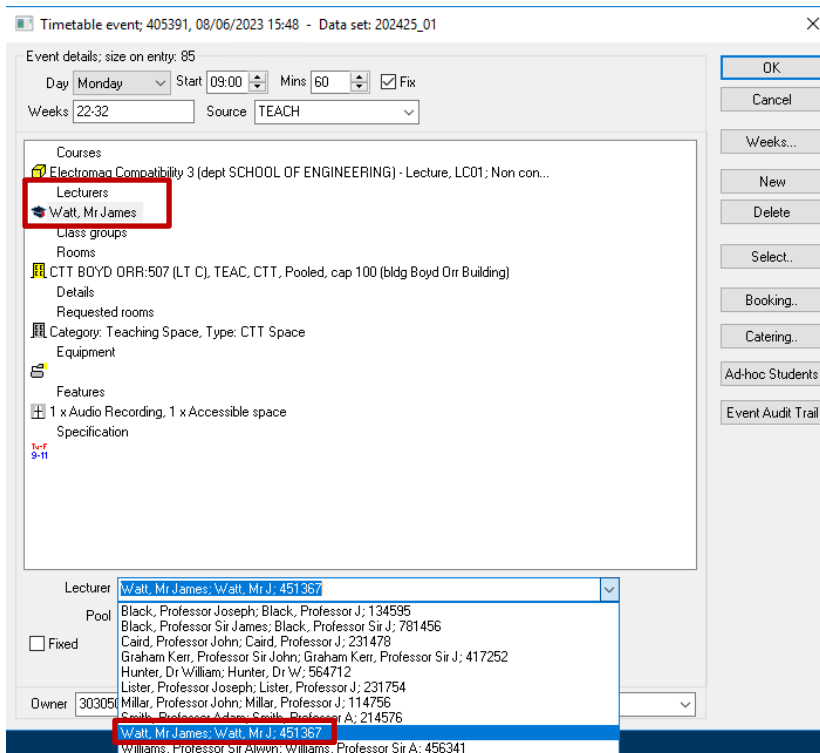 Timetable event; 405391, 08/06/2023 15:48 - Data set: 202425_01
Event details; size on entry: 85
Day Monday Start 09:00 Mins 60 Fix
Weeks 22-32 Source TEACH
Courses
Electromag Compatibility 3 (dept SCHOOL OF ENGINEERING) - Lecture, LC01; Non con...
Lecturers
Watt, Mr James
Class groups
Rooms
CTT BOYD ORR:507 (LT C), TEAC, CTT, Pooled, cap 100 (bldg Boyd Orr Building)
Details
Requested rooms
Category: Teaching Space, Type: CTT Space
Equipment
Features
1 x Audio Recording, 1 x Accessible space
Specification
Tu-F
9-11
OK
Cancel
Weeks...
New
Delete
Select..
Booking..
Catering..
Ad-hoc Students
Event Audit Trail
Lecturer Watt, Mr James; Watt, Mr J; 451367
Pool
Fixed
Owner 30305
Black, Professor Joseph; Black, Professor J; 134595
Black, Professor Sir James; Black, Professor Sir J; 781456
Caird, Professor John; Caird, Professor J; 231478
Graham Kerr, Professor Sir John; Graham Kerr, Professor Sir J; 417252
Hunter, Dr William; Hunter, Dr W; 564712
Lister, Professor Joseph; Lister, Professor J; 231754
Millar, Professor John; Millar, Professor J; 114756
Smith, Professor Adam; Smith, Professor A; 214576
Watt, Mr James; Watt, Mr J; 451367
Williams, Professor Sir Alwyn; Williams, Professor Sir A; 456341